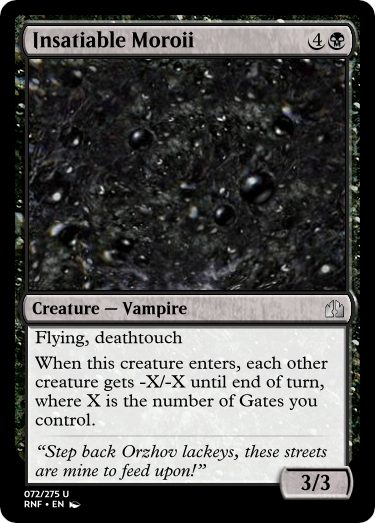 Insatiable Moroii 4
Creature — Vampire
Flying, deathtouch
When this creature enters, each other
creature gets -X/-X until end of turn,
where X is the number of Gates you
control.
“Step back Orzhov lackeys, these streets
are mine to feed upon!”
3/3
072/275 U
RNF • EN